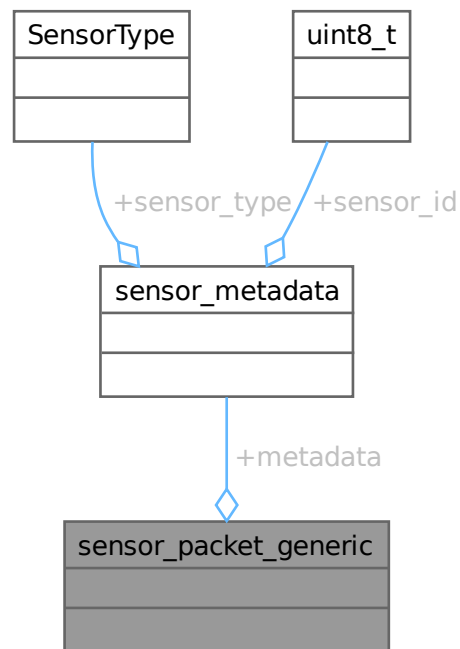 SensorType
uint8_t
+sensor_type
+sensor_id
sensor_metadata
+metadata
sensor_packet_generic